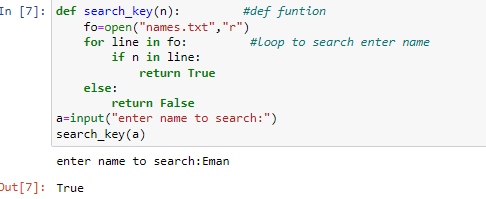 In [7]: def search_key(n):          #def funtion
    fo=open("names.txt","r")
    for line in fo:         #loop to search enter name
        if n in line:
            return True
    else:
        return False
a=input("enter name to search:")
search_key(a)
enter name to search:Eman
Out[7]: True